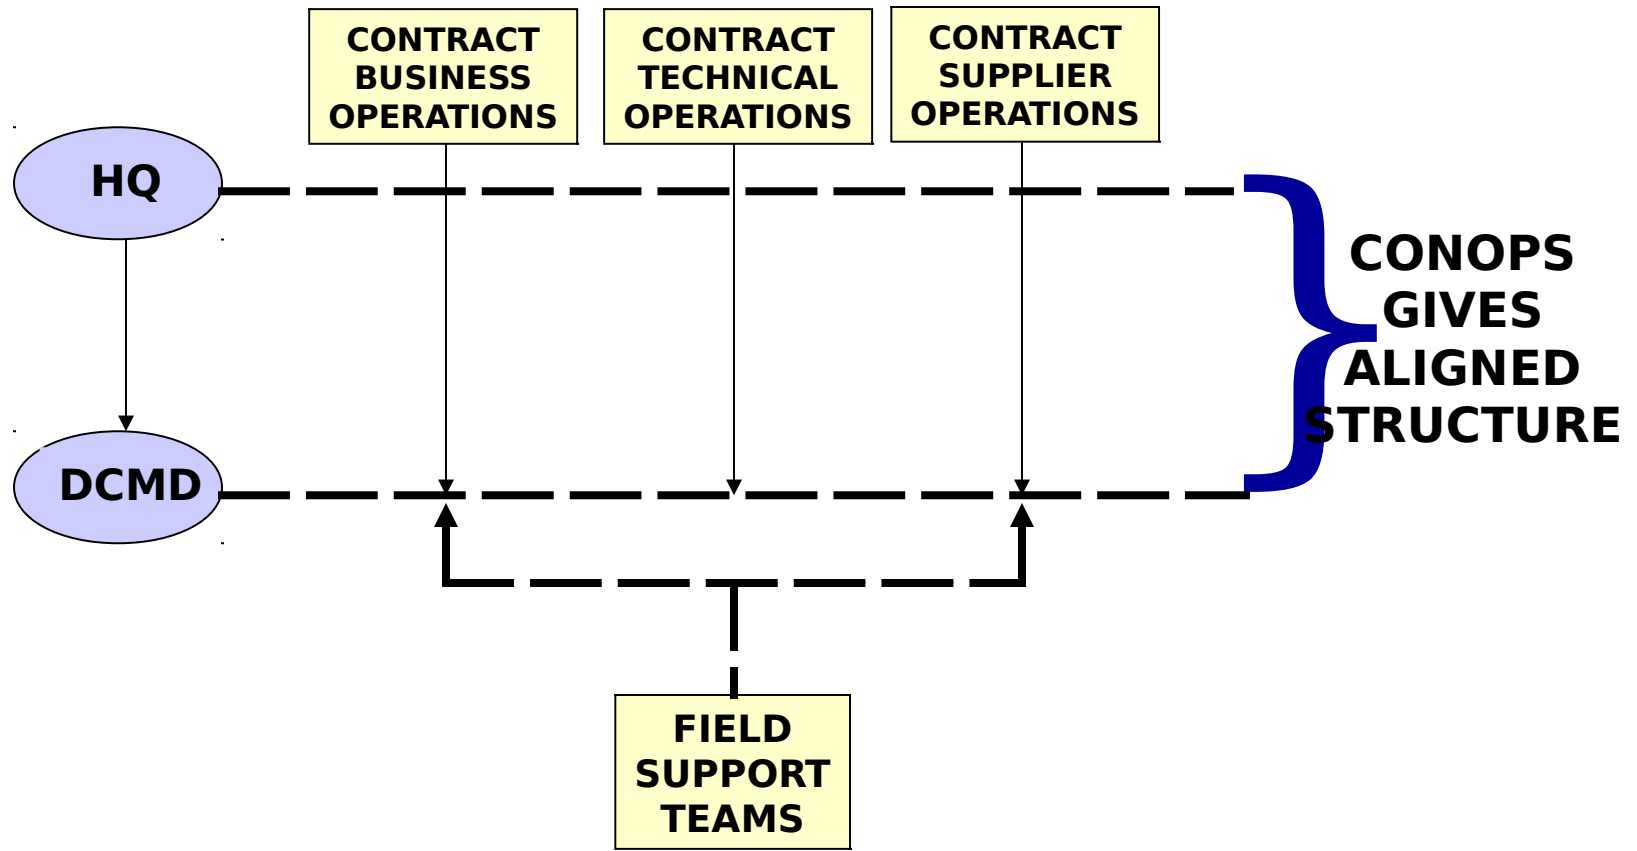 CONTRACT
BUSINESS
OPERATIONS
CONTRACT
TECHNICAL
OPERATIONS
CONTRACT
SUPPLIER
OPERATIONS
HQ
CONOPS
GIVES
ALIGNED
STRUCTURE
DCMD
FIELD
SUPPORT
TEAMS